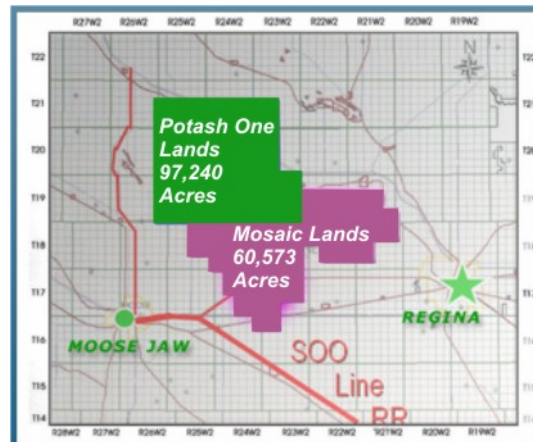 R27W2 R26W2 R25W2 R24W2 R23W2 R22W2 R21W2 R20W2 R19W2
T22 T22
N
T21
T20
T19
T18
T17
T16
T15
T14
Potash One
Lands
97,240
Acres
Mosaic Lands
60,573
Acres
REGINA
MOOSE JAW
SOO
Line
RR
R28W2 R27W2 R26W2 R25W2 R24W2 R23W2 R22W2 R21W2 R20W2 R19W2